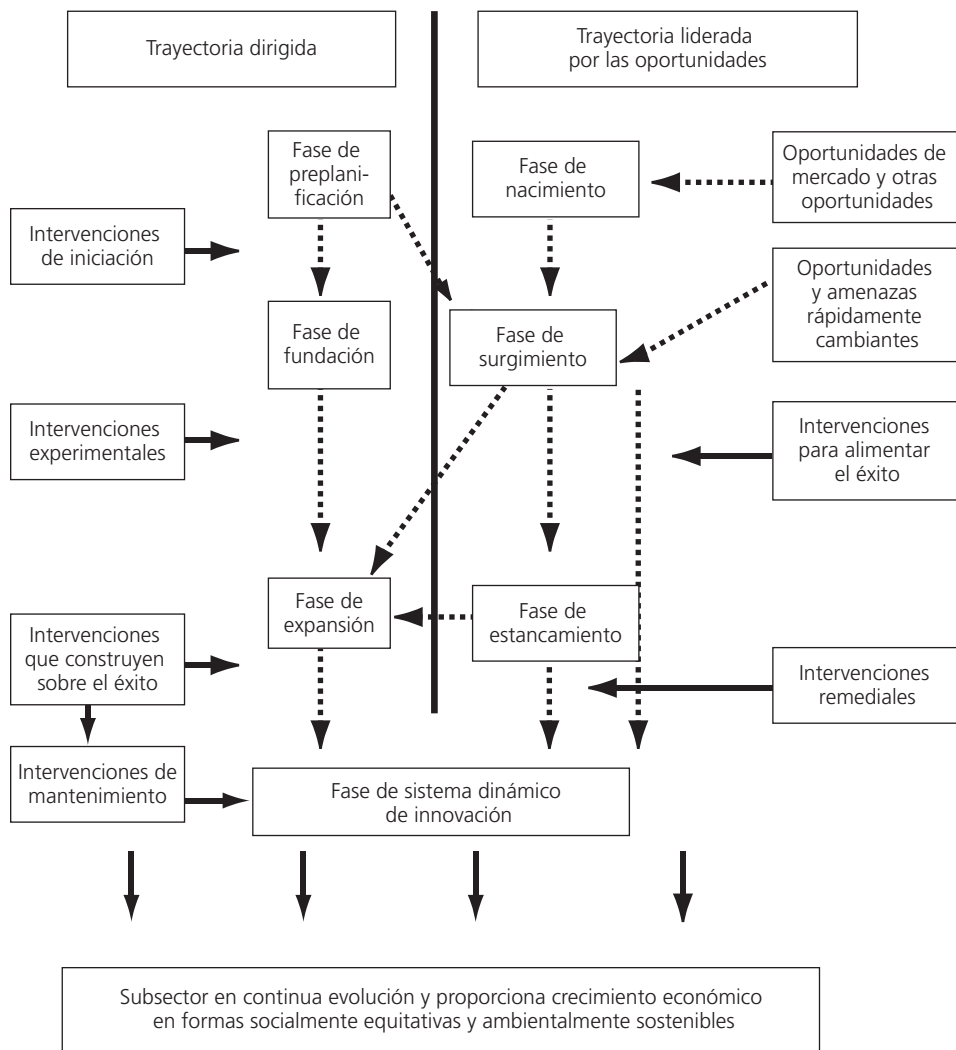 Trayectoria dirigida
Trayectoria liderada
por las oportunidades
Fase de
preplani-
ficación
Fase de
nacimiento
Oportunidades de
mercado y otras
oportunidades
Intervenciones
de iniciación
Oportunidades
y amenazas
rápidamente
cambiantes
Fase de
fundación
Fase de
surgimiento
Intervenciones
experimentales
Intervenciones
para alimentar
el éxito
Fase de
expansión
Fase de
estancamiento
Intervenciones
que construyen
sobre el éxito
Intervenciones
remediales
Intervenciones de
mantenimiento
Fase de sistema dinámico
de innovación
Subsector en continua evolución y proporciona crecimiento económico
en formas socialmente equitativas y ambientalmente sostenibles